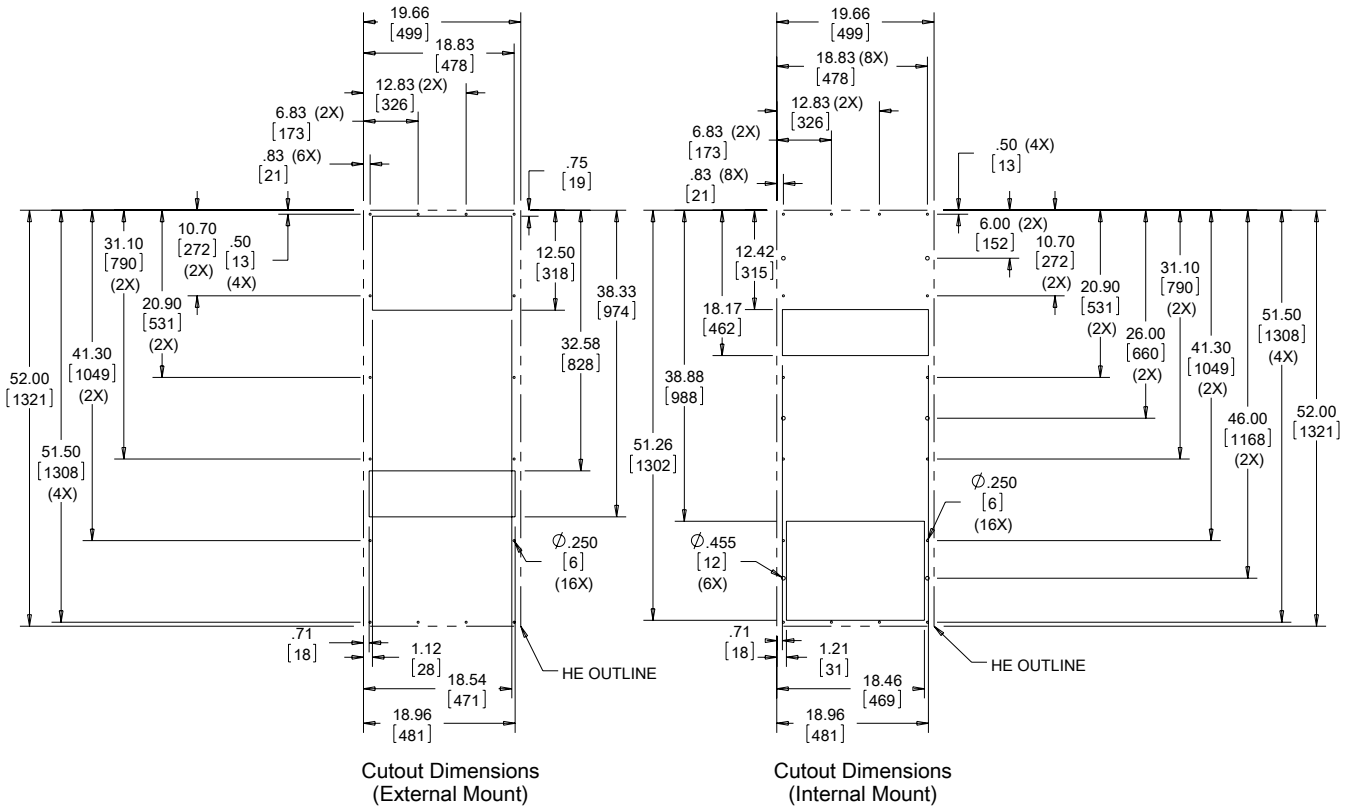 19.66
[499]
18.83
[478]
12.83 (2X)
[326]
6.83 (2X)
[173]
.83 (6X)
[21]
.75
[19]
10.70
[272]
(2X)
.50
[13]
(4X)
31.10
[790]
(2X)
20.90
[531]
(2X)
41.30
[1049]
(2X)
52.00
[1321]
51.50
[1308]
(4X)
12.50
[318]
38.33
[974]
32.58
[828]
Ø.250
[6]
(16X)
.71
[18]
1.12
[28]
HE OUTLINE
18.54
[471]
18.96
[481]
Cutout Dimensions
(External Mount)
19.66
[499]
18.83 (8X)
[478]
12.83 (2X)
[326]
6.83 (2X)
[173]
.83 (8X)
[21]
.50 (4X)
[13]
6.00 (2X)
[152]
10.70
[272]
(2X)
12.42
[315]
18.17
[462]
38.88
[988]
51.26
[1302]
20.90
[531]
(2X)
31.10
[790]
(2X)
26.00
[660]
(2X)
41.30
[1049]
(2X)
51.50
[1308]
(4X)
46.00
[1168]
(2X)
52.00
[1321]
Ø.250
[6]
(16X)
Ø.455
[12]
(6X)
.71
[18]
1.21
[31]
HE OUTLINE
18.46
[469]
18.96
[481]
Cutout Dimensions
(Internal Mount)